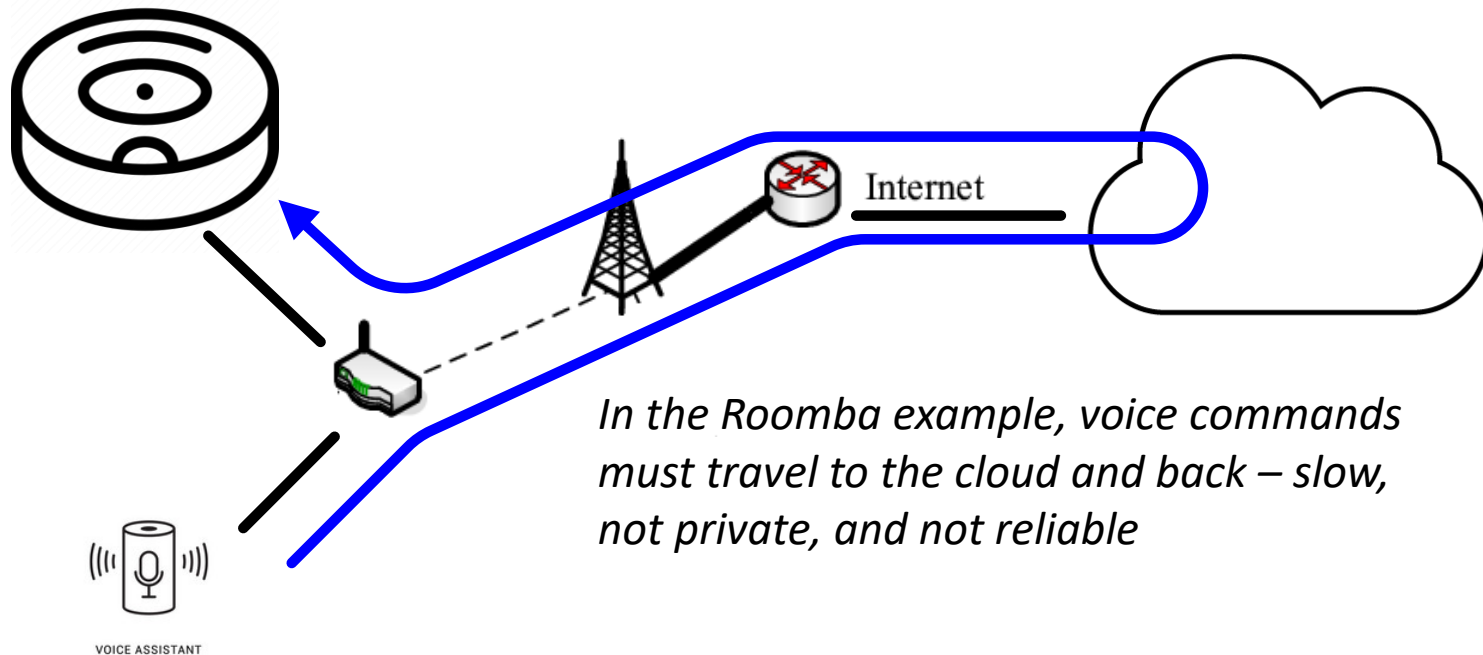 Internet
In the Roomba example, voice commands
must travel to the cloud and back – slow,
not private, and not reliable
VOICE ASSISTANT